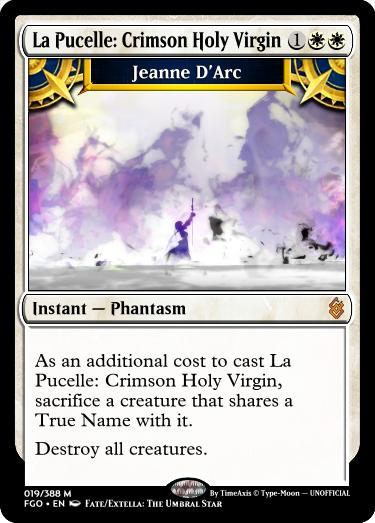 La Pucelle: Crimson Holy Virgin 1
Jeanne D'Arc
Instant — Phantasm
As an additional cost to cast La
Pucelle: Crimson Holy Virgin,
sacrifice a creature that shares a
True Name with it.
Destroy all creatures.
019/388 M
By TimeAxis © Type-Moon — UNOFFICIAL
FGO • EN Fate/Extella: The Umbral Star